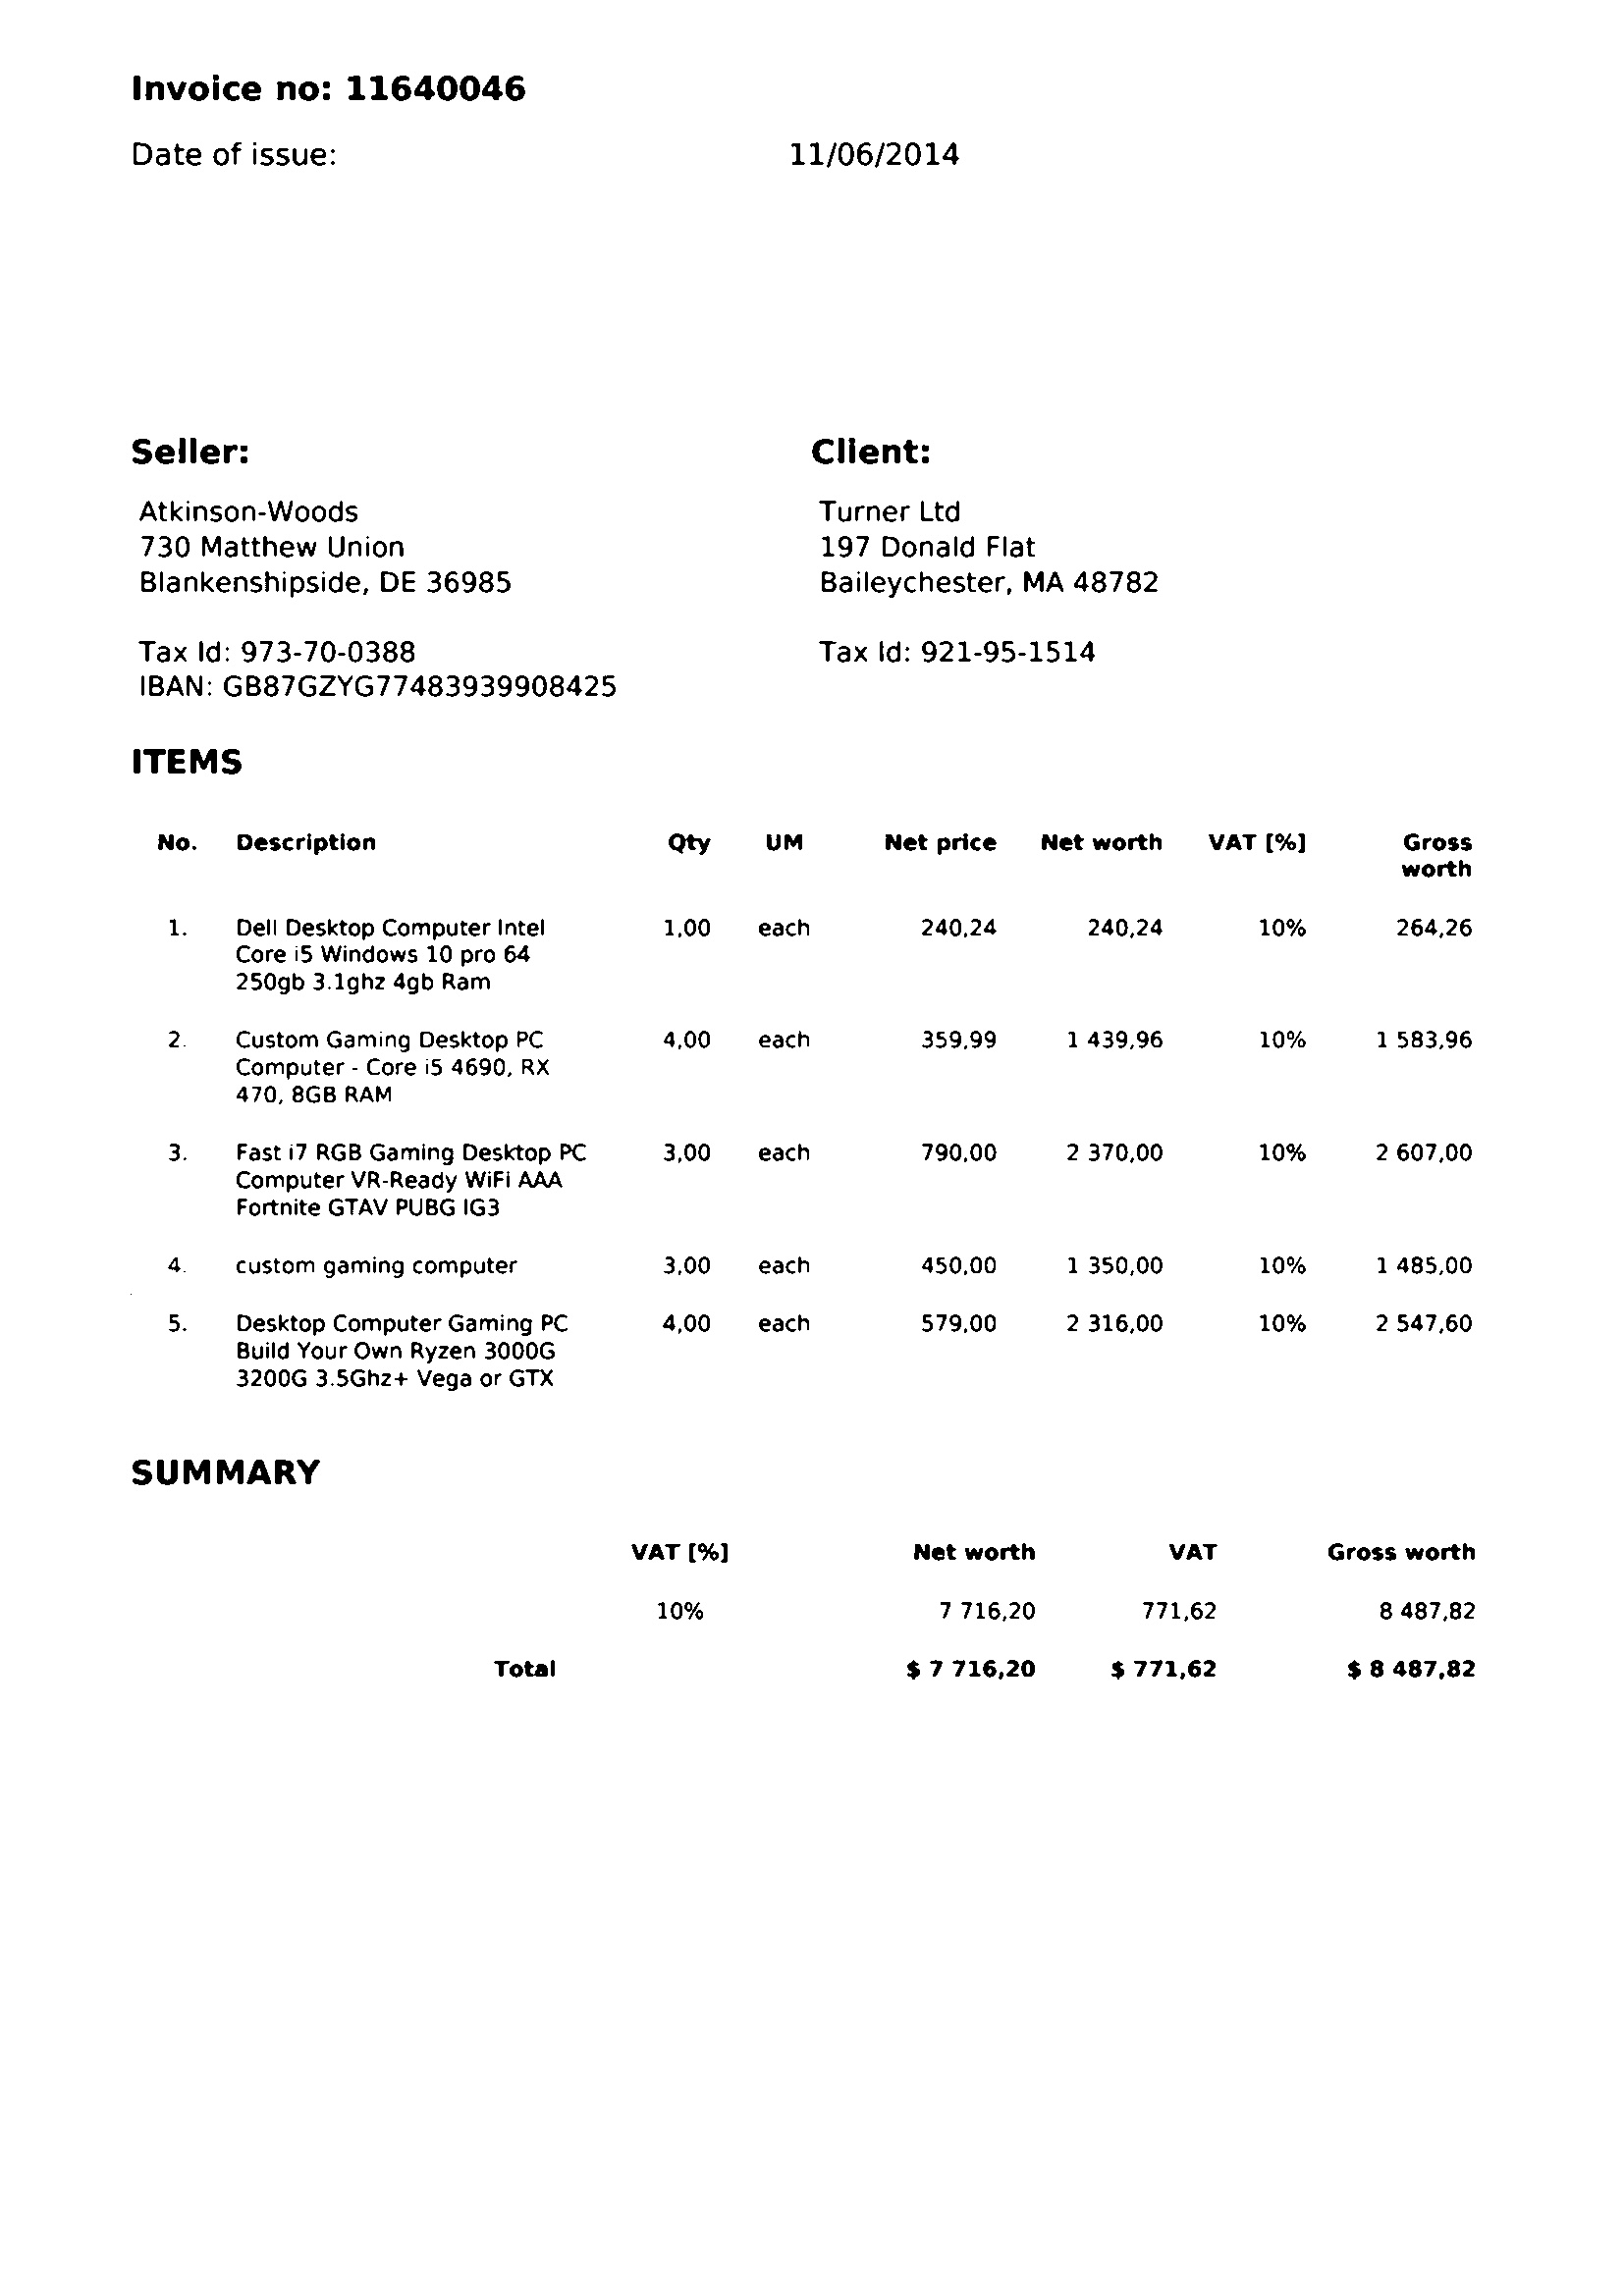 Invoice no: 11640046
Date of issue: 11/06/2014
Seller: Client:
Atkinson-Woods Turner Ltd
730 Matthew Union 197 Donald Flat
Blankenshipside, DE 36985 Baileychester, MA 48782
Tax Id: 973-70-0388 Tax Id: 921-95-1514
IBAN: GB87GZYG77483939908425
ITEMS
No. Description Qty UM Net price Net worth VAT [%] Gross
worth
1. Dell Desktop Computer Intel 1,00 each 240,24 240,24 10% 264,26
Core i5 Windows 10 pro 64
250gb 3.1ghz 4gb Ram
2. Custom Gaming Desktop PC 4,00 each 359,99 1 439,96 10% 1 583,96
Computer - Core i5 4690, RX
470, 8GB RAM
3. Fast i7 RGB Gaming Desktop PC 3,00 each 790,00 2 370,00 10% 2 607,00
Computer VR-Ready WiFi AAA
Fortnite GTAV PUBG IG3
4. custom gaming computer 3,00 each 450,00 1 350,00 10% 1 485,00
5. Desktop Computer Gaming PC 4,00 each 579,00 2 316,00 10% 2 547,60
Build Your Own Ryzen 3000G
3200G 3.5Ghz+ Vega or GTX
SUMMARY
VAT [%] Net worth VAT Gross worth
10% 7 716,20 771,62 8 487,82
Total $ 7 716,20 $ 771,62 $ 8 487,82